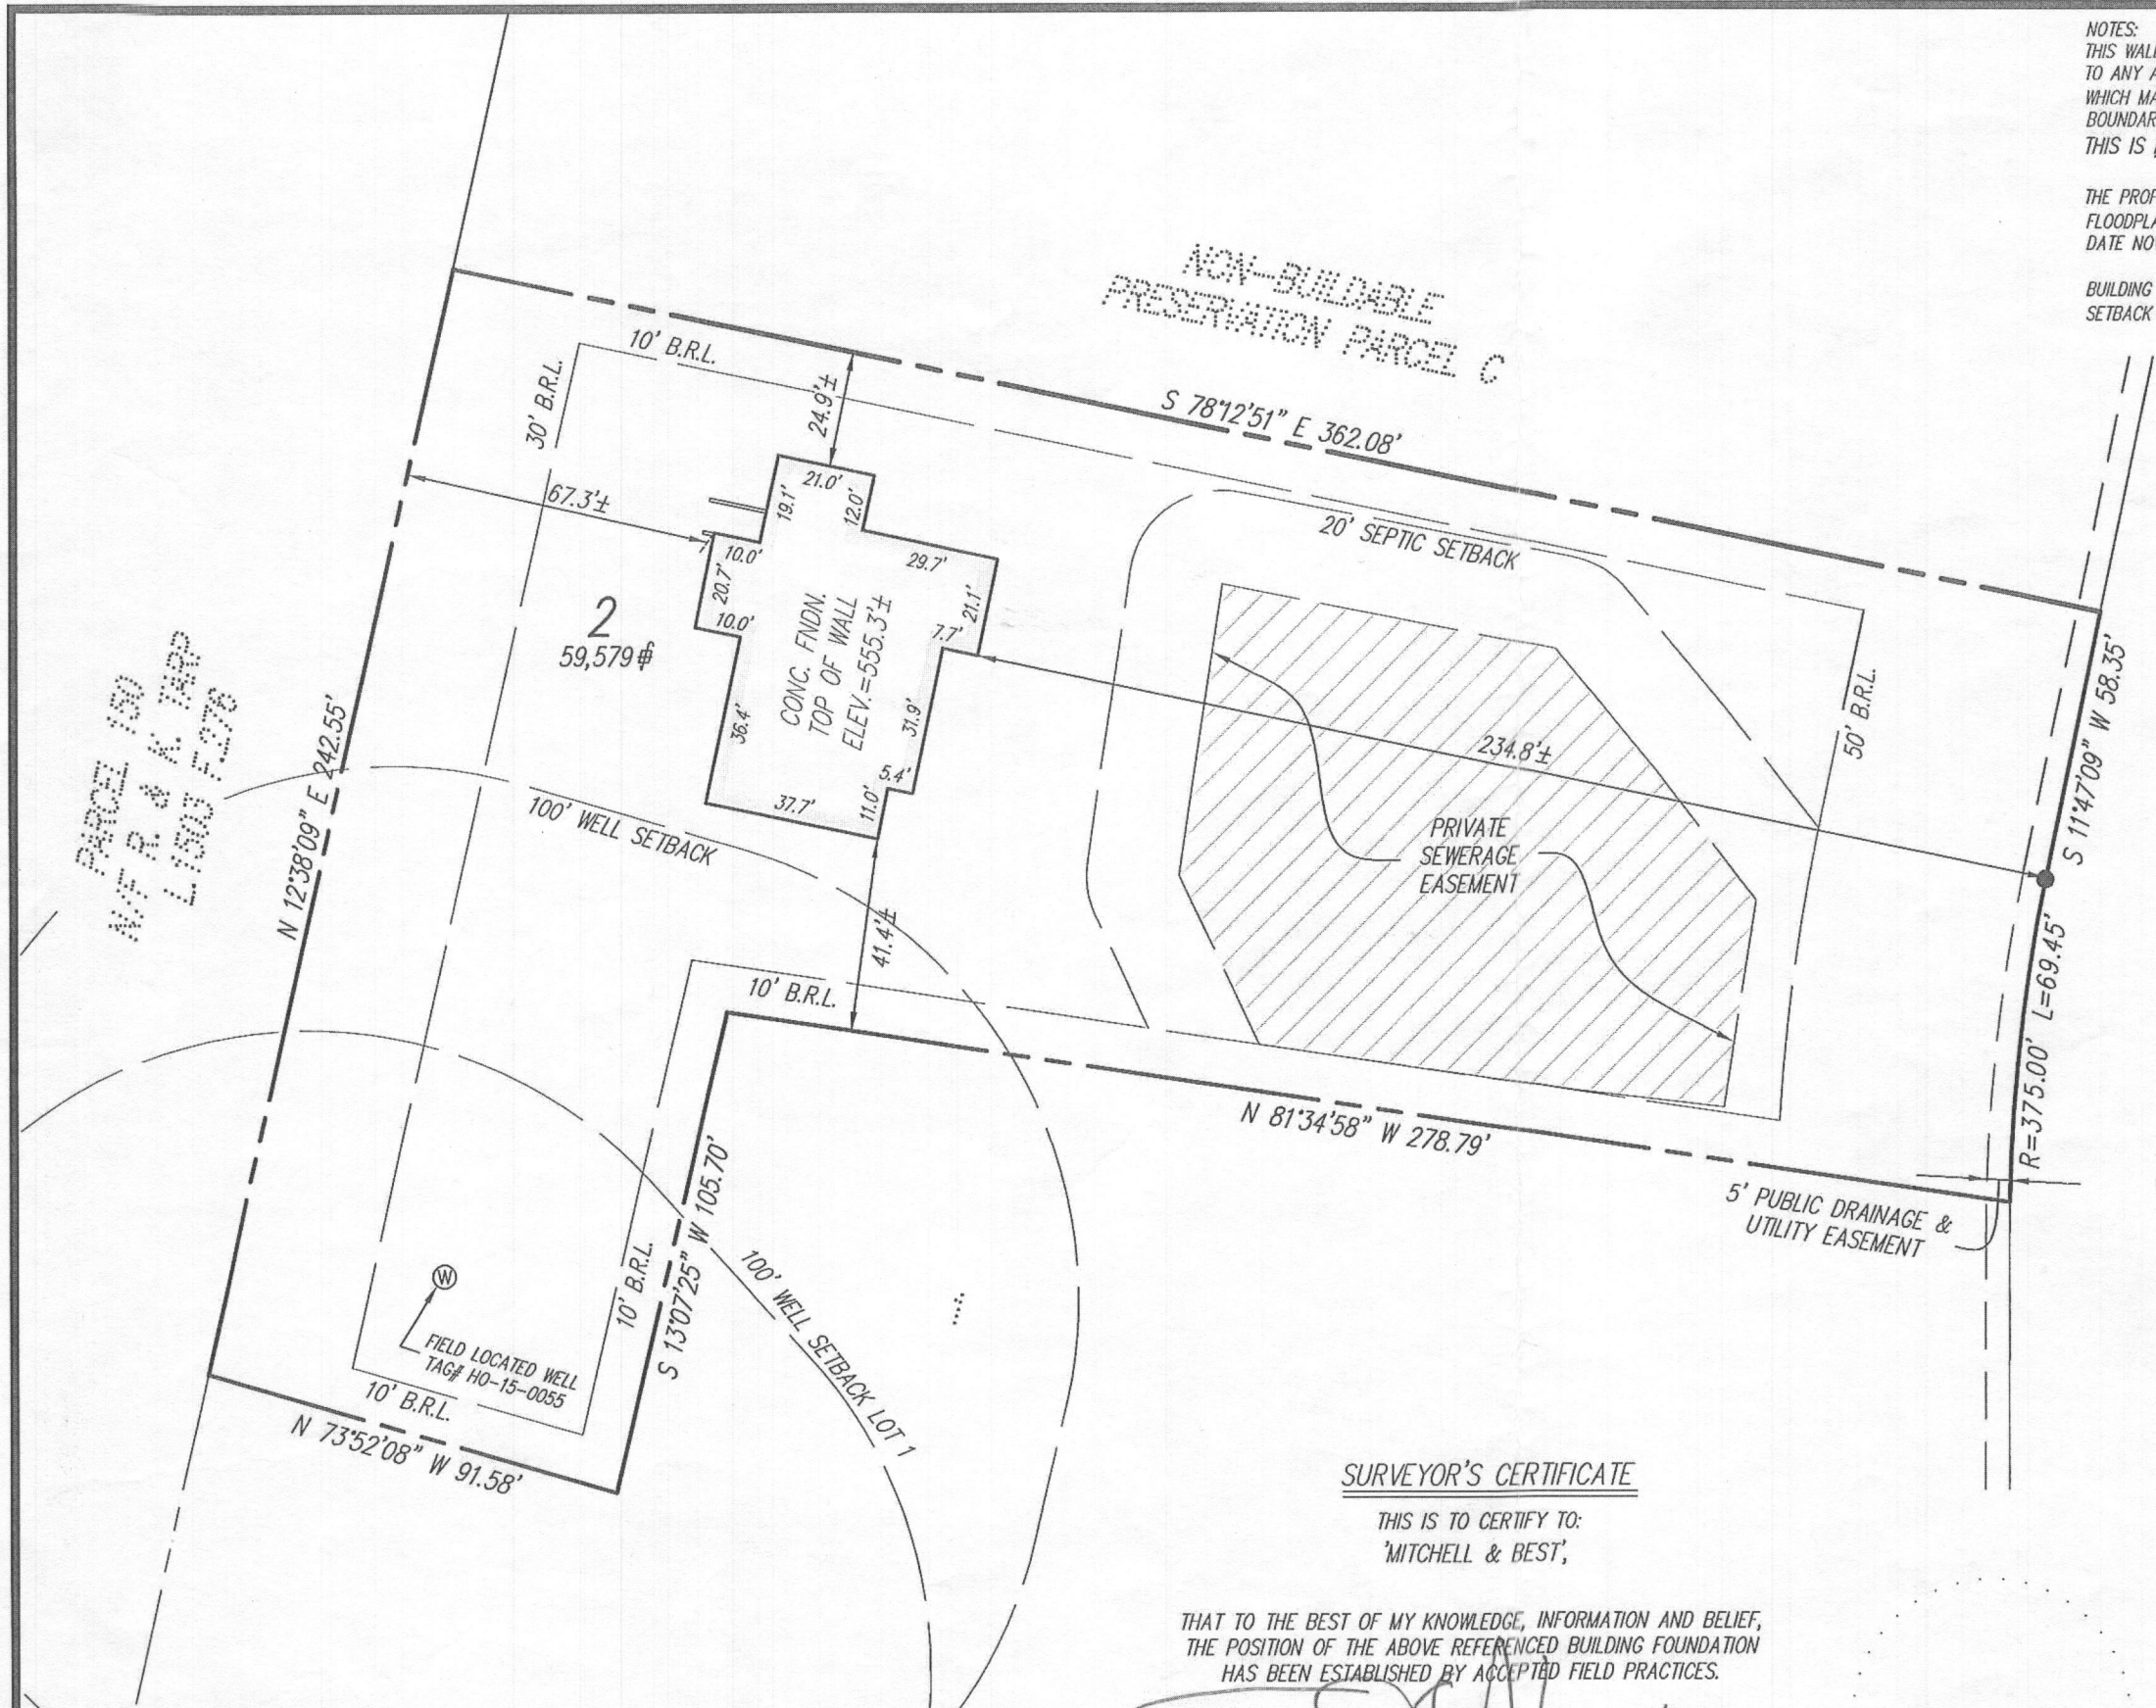 NOTES:
THIS WALL
TO ANY A
WHICH MA
BOUNDAR
THIS IS
THE PROP
FLOODPLA
DATE NO
BUILDING
SETBACK
NON-BUILDABLE
PRESERVATION PARCEL C
10' B.R.L.
30' B.R.L.
24.9'±
S 78°12'51" E 362.08'
67.3'±
21.0'
19.1'
12.0'
10.0'
29.7'
20.7'
21.1'
10.0'
7.7'
20' SEPTIC SETBACK
2
59,579
CONC. FNDN.
TOP OF WALL
ELEV.=555.3'±
36.4'
31.9'
5.4'
37.7'
11.0'
PARCEL 150
N/F R. & K. TARR
50' B.R.L.
S 11°47'09" W 58.35'
234.8'±
N 12°38'09" E 242.55'
100' WELL SETBACK
PRIVATE
SEWERAGE
EASEMENT
41.4'±
10' B.R.L.
R=375.00' L=69.45'
N 81°34'58" W 278.79'
5' PUBLIC DRAINAGE &
UTILITY EASEMENT
S 13°07'25" W 105.70'
10' B.R.L.
100' WELL SETBACK LOT 1
W
FIELD LOCATED WELL
TAG# HO-15-0055
10' B.R.L.
N 73°52'08" W 91.58'
SURVEYOR'S CERTIFICATE
THIS IS TO CERTIFY TO:
'MITCHELL & BEST',
THAT TO THE BEST OF MY KNOWLEDGE, INFORMATION AND BELIEF,
THE POSITION OF THE ABOVE REFERENCED BUILDING FOUNDATION
HAS BEEN ESTABLISHED BY ACCEPTED FIELD PRACTICES.